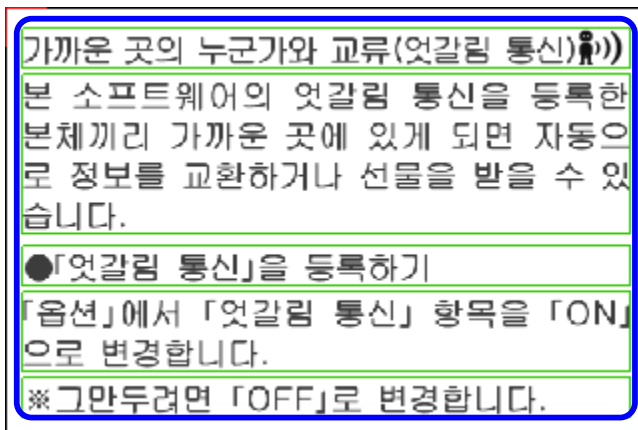 가까운 곳의 누군가와 교류(엇갈림 통신)
본 소프트웨어의 엇갈림 통신을 등록한
본체끼리 가까운 곳에 있게 되면 자동으
로 정보를 교환하거나 선물을 받을 수 있
습니다.
●「엇갈림 통신」을 등록하기
「옵션」에서 「엇갈림 통신」 항목을 「ON」
으로 변경합니다.
※그만두려면 「OFF」로 변경합니다.